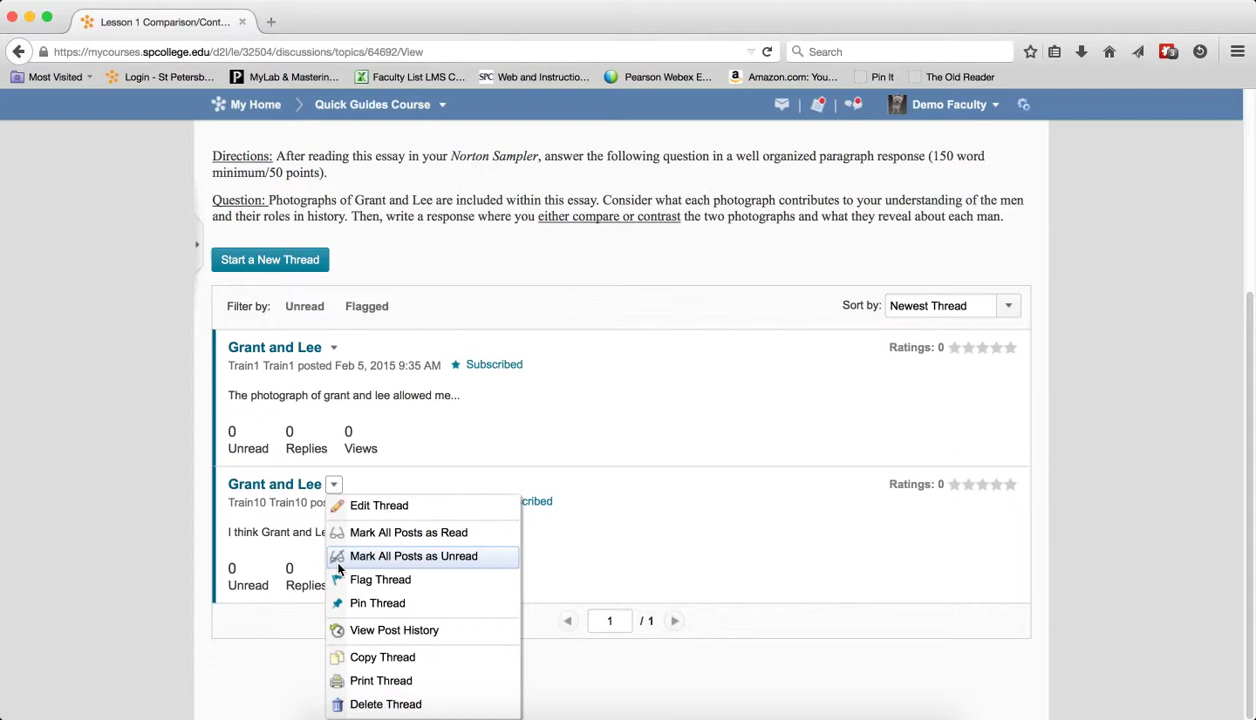 Lesson 1 Comparison/Cont...
https://mycourses.spcollege.edu/d2l/le/32504/discussions/topics/64692/View
Search
Most Visited
Login - St Petersb...
MyLab & Mastering...
Faculty List LMS C...
SPC Web and Instructio...
Pearson Webex E...
Amazon.com: You...
Pin It
The Old Reader
My Home
Quick Guides Course
Demo Faculty
Directions: After reading this essay in your Norton Sampler, answer the following question in a well organized paragraph response (150 word
minimum/50 points).
Question: Photographs of Grant and Lee are included within this essay. Consider what each photograph contributes to your understanding of the men
and their roles in history. Then, write a response where you either compare or contrast the two photographs and what they reveal about each man.
Start a New Thread
Filter by: Unread Flagged
Sort by: Newest Thread
Grant and Lee
Ratings: 0
Train1 Train1 posted Feb 5, 2015 9:35 AM Subscribed
The photograph of grant and lee allowed me...
0 0 0
Unread Replies Views
Grant and Lee
Ratings: 0
Train10 Train10 pos
cribed
I think Grant and Le
0 0
Unread Replies
Edit Thread
Mark All Posts as Read
Mark All Posts as Unread
Flag Thread
Pin Thread
View Post History
Copy Thread
Print Thread
Delete Thread
1 / 1